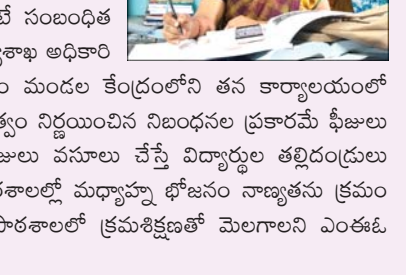 టే సంబంధిత
శాఖ అధికారి
మండల కేంద్రంలోని తన కార్యాలయంలో
త్వం నిర్ణయించిన నిబంధనల ప్రకారమే ఫీజులు
జులు వసూలు చేస్తే విద్యార్థుల తల్లిదండ్రులు
ఠశాలల్లో మధ్యాహ్న భోజనం నాణ్యతను క్రమం
పాఠశాలలో క్రమశిక్షణతో మెలగాలని ఎంఈఓ